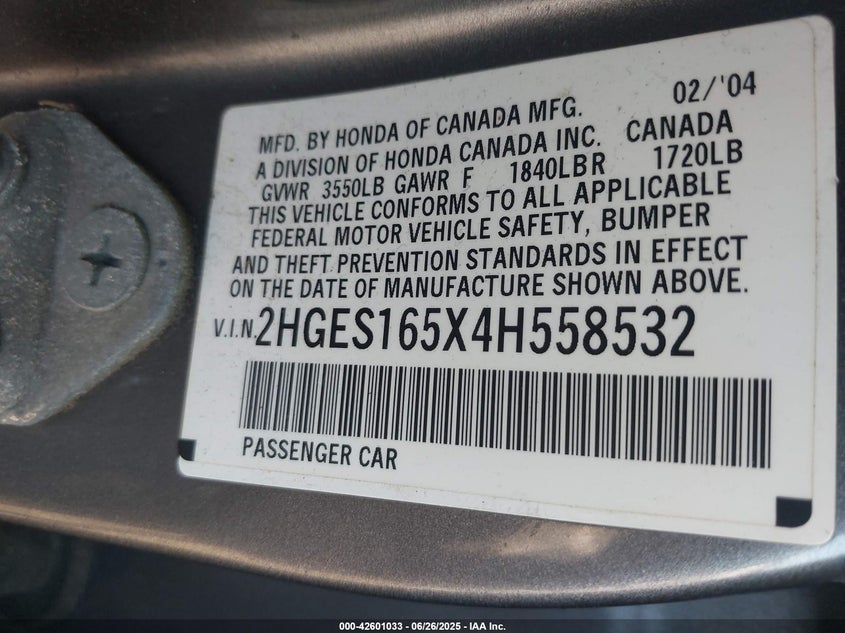 02/'04
MFD. BY HONDA OF CANADA MFG.
A DIVISION OF HONDA CANADA INC. CANADA
GVWR 3550LB GAWR F 1840LBR 1720LB
THIS VEHICLE CONFORMS TO ALL APPLICABLE
FEDERAL MOTOR VEHICLE SAFETY, BUMPER
AND THEFT PREVENTION STANDARDS IN EFFECT
ON THE DATE OF MANUFACTURE SHOWN ABOVE.
V.I.N. 2HGES165X4H558532
PASSENGER CAR
000-42601033 / 06/26/2025 - IAA Inc.